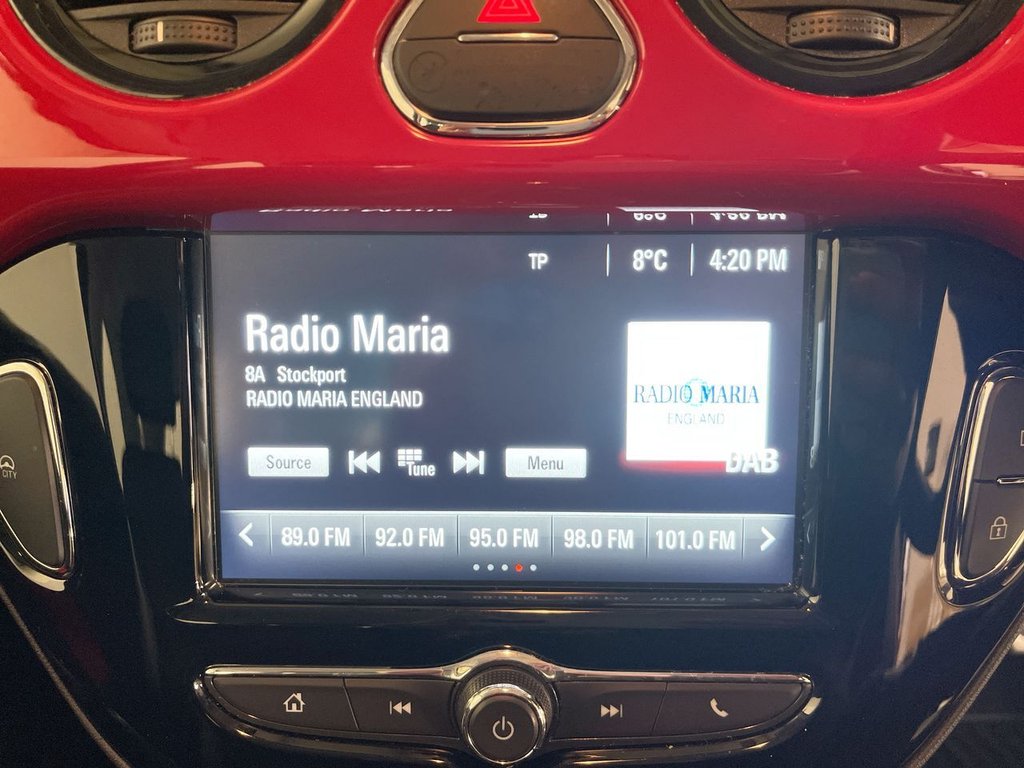 TP 8°C 4:20 PM
Radio Maria
8A Stockport
RADIO MARIA ENGLAND
RADIO MARIA
ENGLAND
DAB
Source Tune Menu
89.0 FM 92.0 FM 95.0 FM 98.0 FM 101.0 FM
CITY